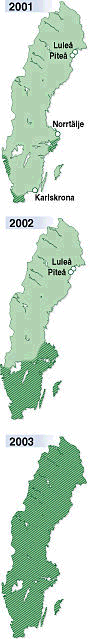 2001
Luleå
Piteå
Norrtälje
Karlskrona
2002
Luleå
Piteå
2003